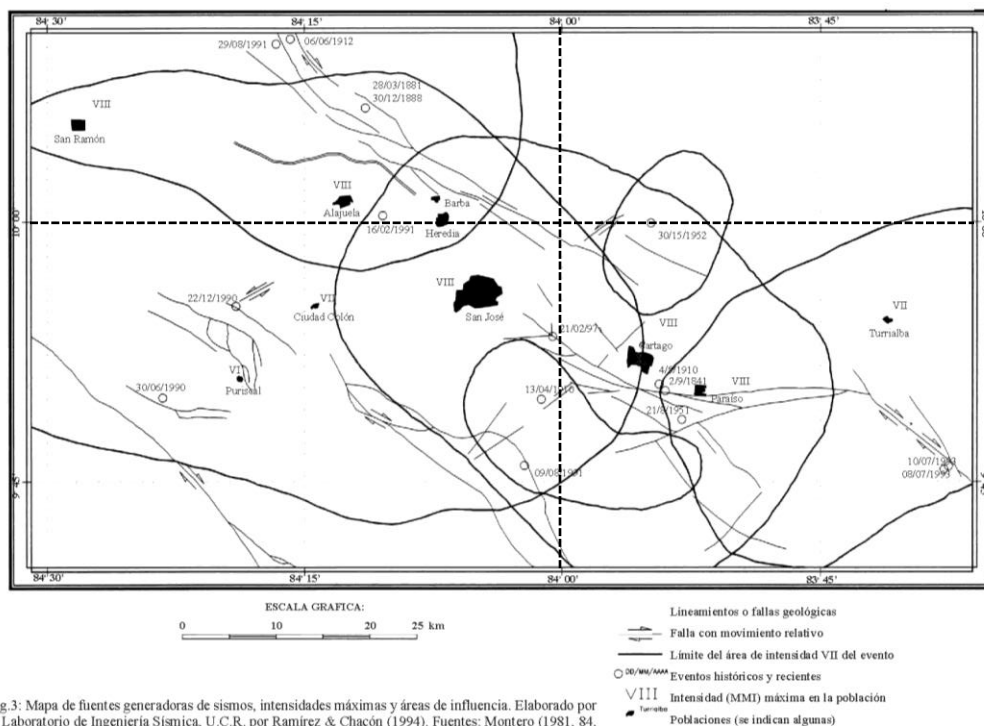 84° 30' 84° 15' 84° 00' 83° 45'
29/08/1991
06/06/1912
28/03/1881
30/12/1888
VIII
San Ramón
VIII
Alajuela
Barba
Heredia
10° 00'
16/02/1991
30/15/1952
22/12/1990
VII
Ciudad Colón
VIII
San José
21/02/97
VIII
Cartago
VII
Turrialba
VI
Puriscal
30/06/1990
13/04/1910
2/9/1841
VIII
Paraíso
21/8/1951
09/08/1991
10/07/1993
08/07/1993
9° 45'
84° 30' 84° 15' 84° 00' 83° 45'
ESCALA GRAFICA:
0 10 20 25 km
Lineamientos o fallas geológicas
Falla con movimiento relativo
Límite del área de intensidad VII del evento
DD/MM/AAAA Eventos históricos y recientes
VIII Intensidad (MMI) máxima en la población
Turrialba Poblaciones (se indican algunas)
g.3: Mapa de fuentes generadoras de sismos, intensidades máximas y áreas de influencia. Elaborado por
Laboratorio de Ingeniería Sísmica, U.C.R. por Ramírez & Chacón (1994). Fuentes: Montero (1981, 84,